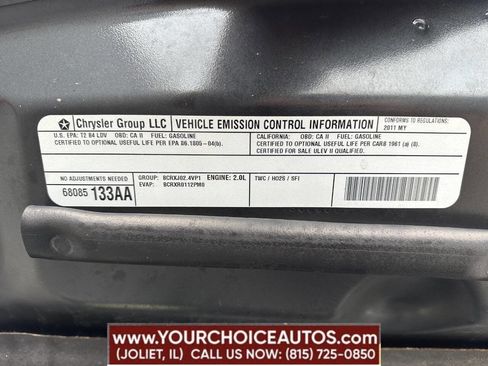 Chrysler Group LLC
VEHICLE EMISSION CONTROL INFORMATION
CONFORMS TO REGULATIONS:
2011 MY
U.S. EPA: T2 B4 LDV OBD: CA II FUEL: GASOLINE
CERTIFIED TO OPTIONAL USEFUL LIFE PER EPA 86.1805-04(b).
CALIFORNIA: OBD: CA II FUEL: GASOLINE
CERTIFIED TO OPTIONAL USEFUL LIFE PER CARB 1961 (a) (8).
CERTIFIED FOR SALE ULEV II QUALIFIED.
NO ADJUSTMENTS NEEDED
68085 133AA
GROUP: BCRXJ02.4VP1 ENGINE: 2.0L
EVAP: BCRXR0112PM0
TWC / HO2S / SFI
WWW.YOURCHOICEAUTOS.COM
(JOLIET, IL) CALL US NOW: (815) 725-0850